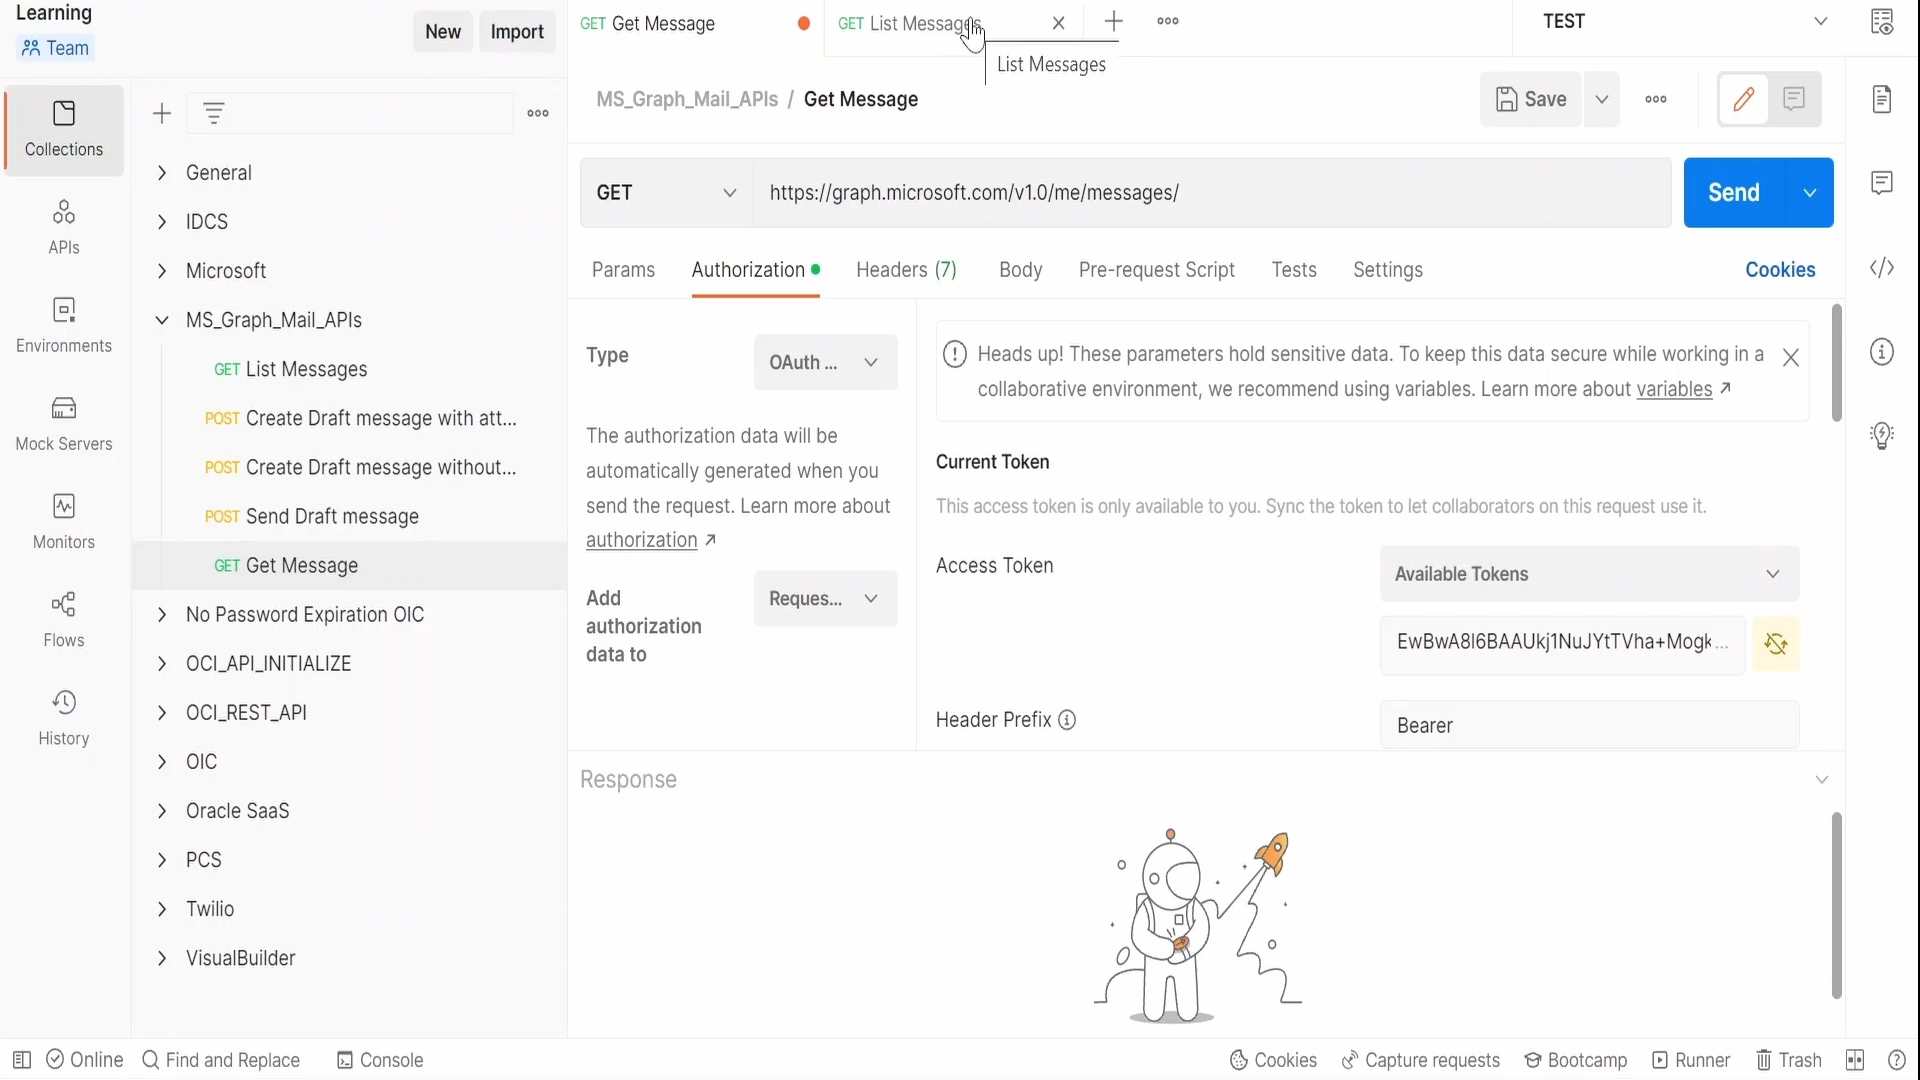 Learning
Team
New
Import
GET Get Message
GET List Messages
List Messages
TEST
MS_Graph_Mail_APIs / Get Message
Save
Collections
APIs
Environments
Mock Servers
Monitors
Flows
History
General
IDCS
Microsoft
MS_Graph_Mail_APIs
GET List Messages
POST Create Draft message with att...
POST Create Draft message without...
POST Send Draft message
GET Get Message
No Password Expiration OIC
OCI_API_INITIALIZE
OCI_REST_API
OIC
Oracle SaaS
PCS
Twilio
VisualBuilder
GET
https://graph.microsoft.com/v1.0/me/messages/
Send
Params
Authorization
Headers (7)
Body
Pre-request Script
Tests
Settings
Cookies
Type
OAuth ...
The authorization data will be
automatically generated when you
send the request. Learn more about
authorization ↗
Add
authorization
data to
Reques...
Heads up! These parameters hold sensitive data. To keep this data secure while working in a
collaborative environment, we recommend using variables. Learn more about variables ↗
Current Token
This access token is only available to you. Sync the token to let collaborators on this request use it.
Access Token
Available Tokens
EwBwA8l6BAAUkj1NuJYtTVha+Mogk...
Header Prefix
Bearer
Response
Online
Find and Replace
Console
Cookies
Capture requests
Bootcamp
Runner
Trash